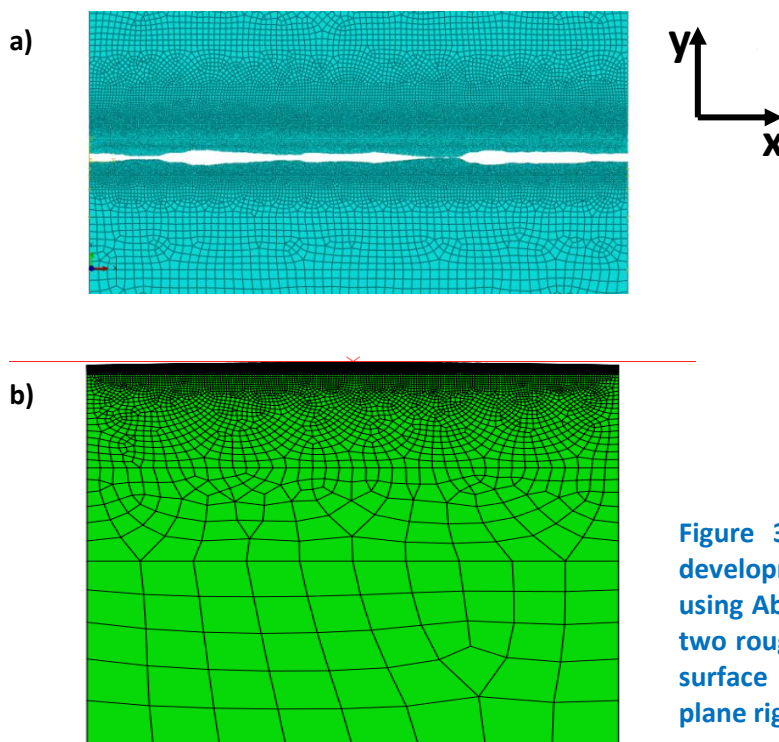 a)
y
x
b)
Figure 3
developm
using Ab
two roug
surface
plane rig